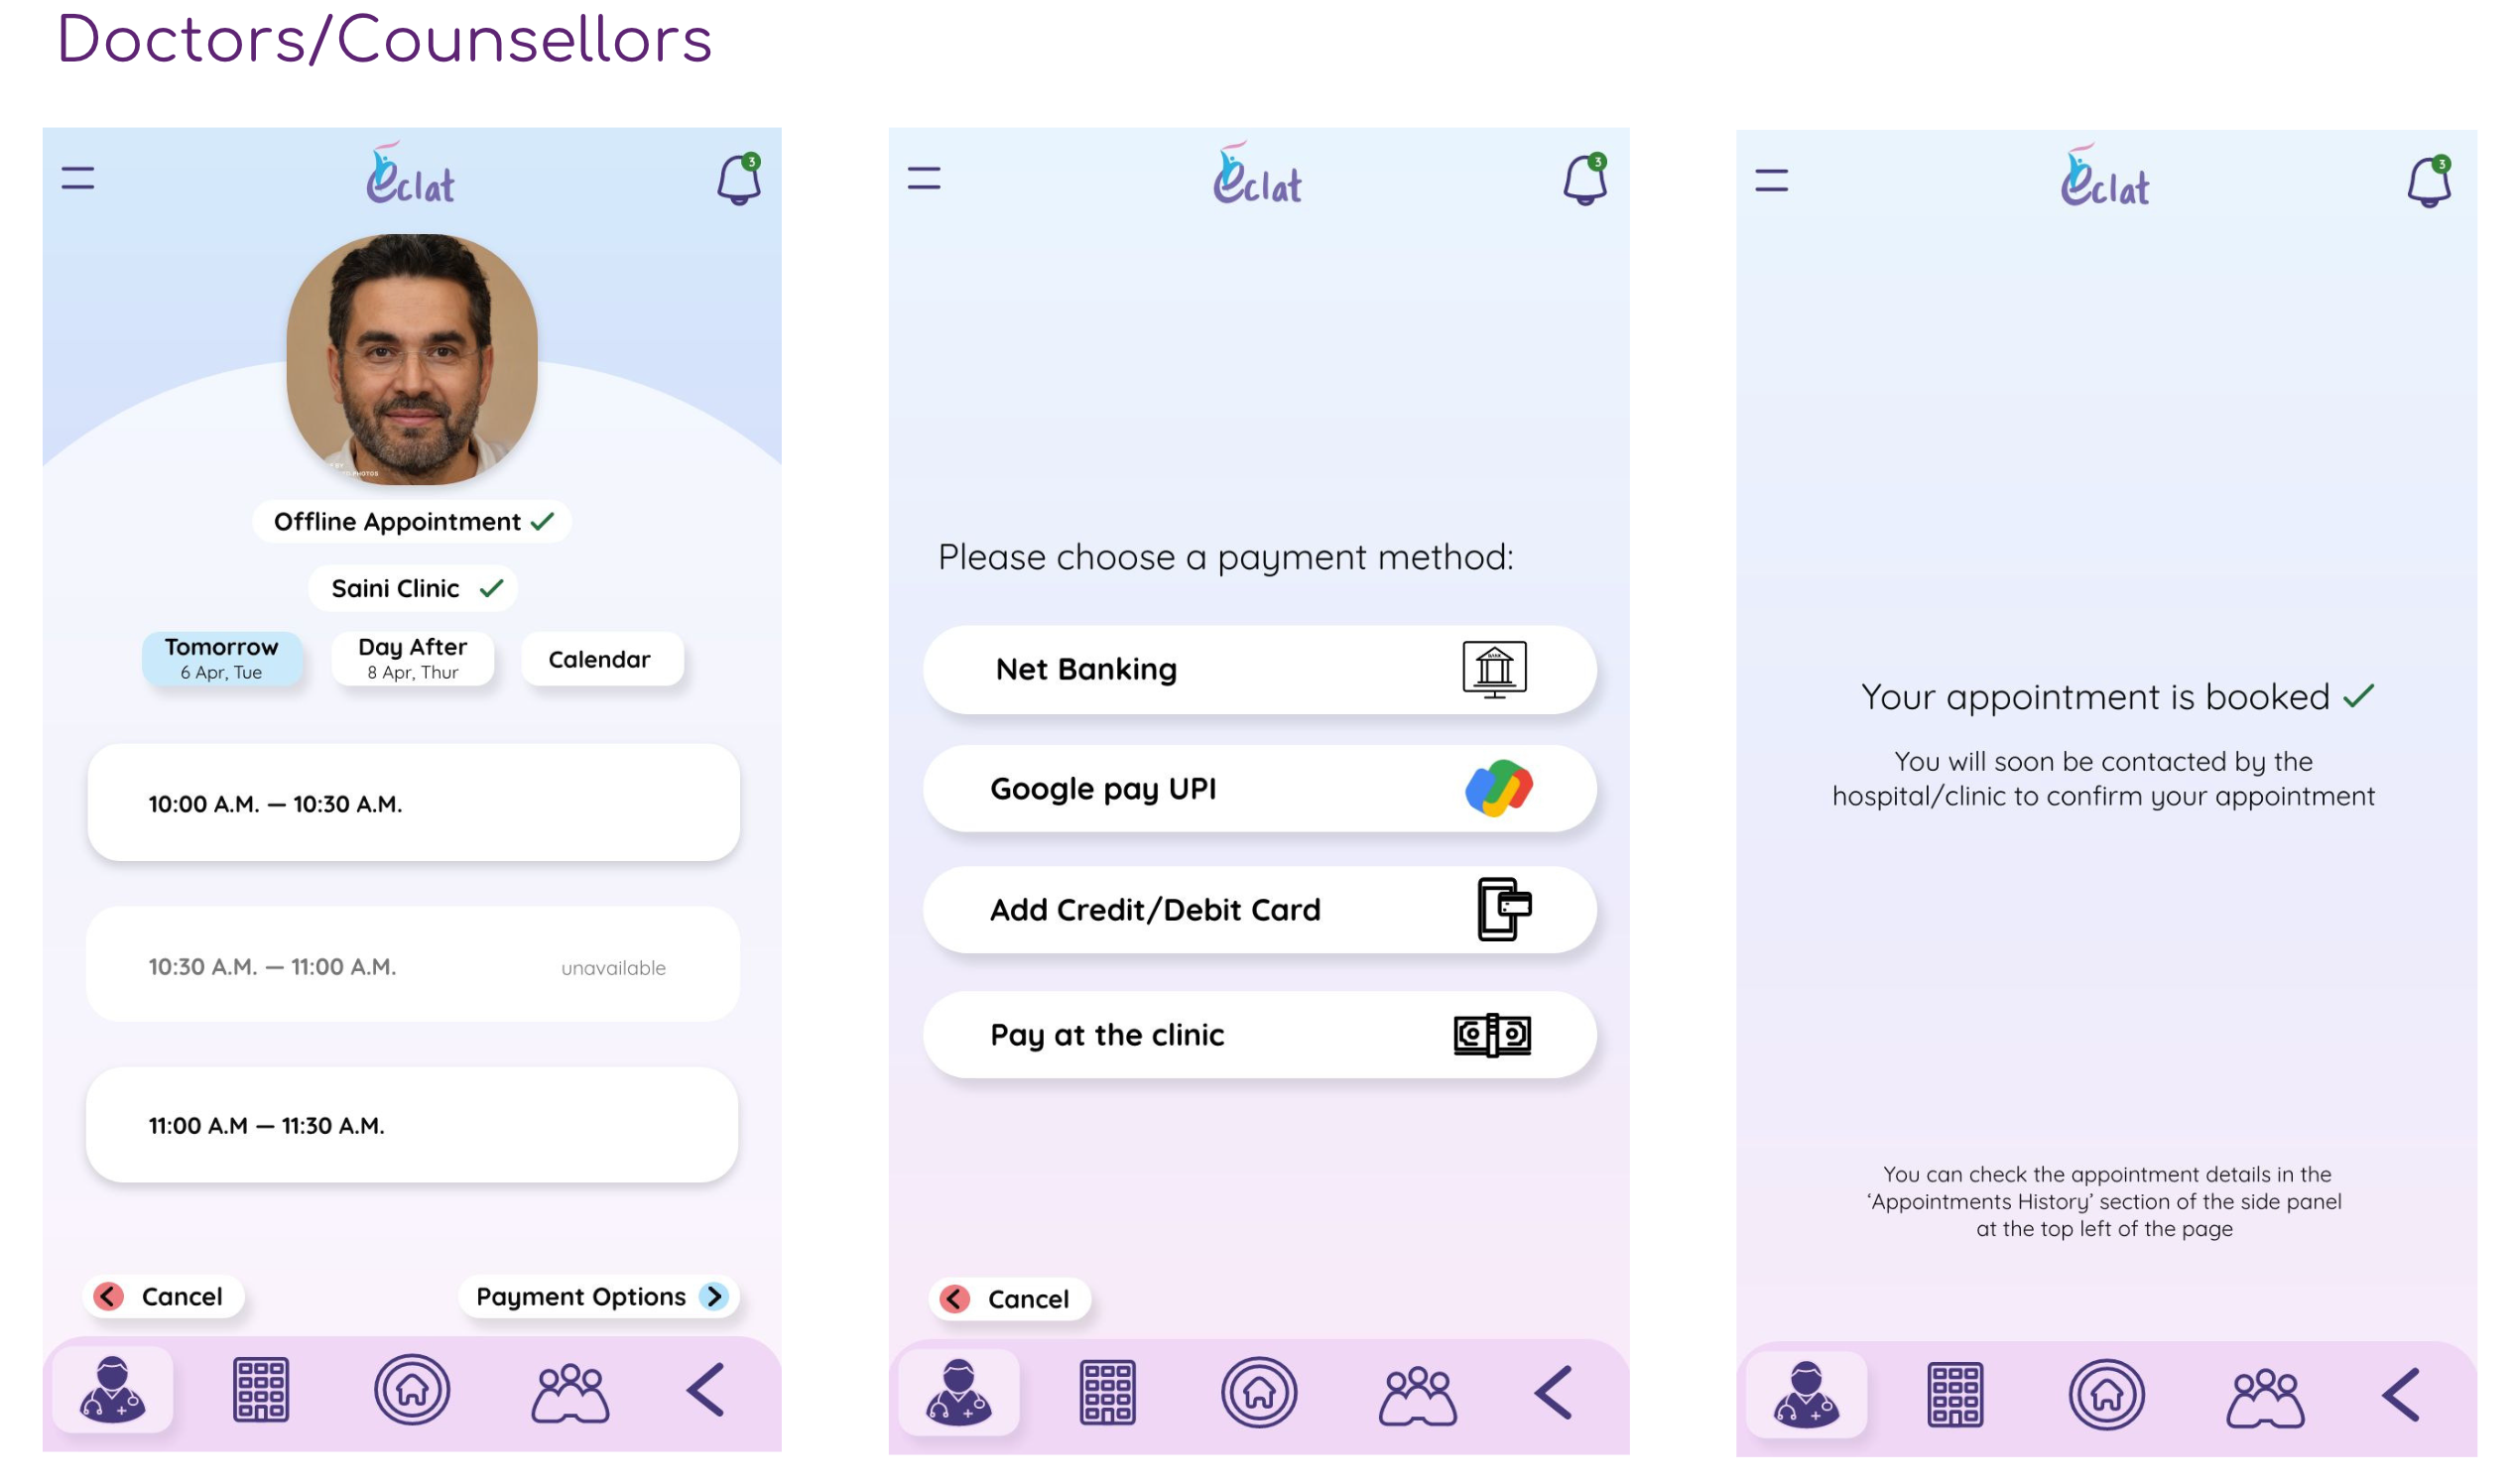 Doctors/Counsellors
eclat
3
Offline Appointment
Saini Clinic
Tomorrow
6 Apr, Tue
Day After
8 Apr, Thur
Calendar
10:00 A.M. — 10:30 A.M.
10:30 A.M. — 11:00 A.M. unavailable
11:00 A.M — 11:30 A.M.
Cancel
Payment Options
eclat
3
Please choose a payment method:
Net Banking
BANK
Google pay UPI
Add Credit/Debit Card
Pay at the clinic
Cancel
eclat
3
Your appointment is booked
You will soon be contacted by the
hospital/clinic to confirm your appointment
You can check the appointment details in the
‘Appointments History’ section of the side panel
at the top left of the page